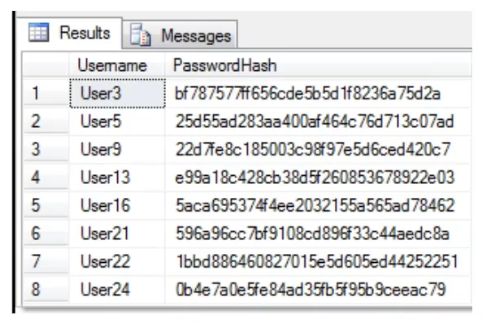 Results Messages
Username PasswordHash
1 User3 bf787577ff656cde5b5d1f8236a75d2a
2 User5 25d55ad283aa400af464c76d713c07ad
3 User9 22d7fe8c185003c98f97e5d6ced420c7
4 User13 e99a18c428cb38d5f260853678922e03
5 User16 5aca695374f4ee2032155a565ad78462
6 User21 596a96cc7bf9108cd896f33c44aedc8a
7 User22 1bbd886460827015e5d605ed44252251
8 User24 0b4e7a0e5fe84ad35fb5f95b9ceeac79